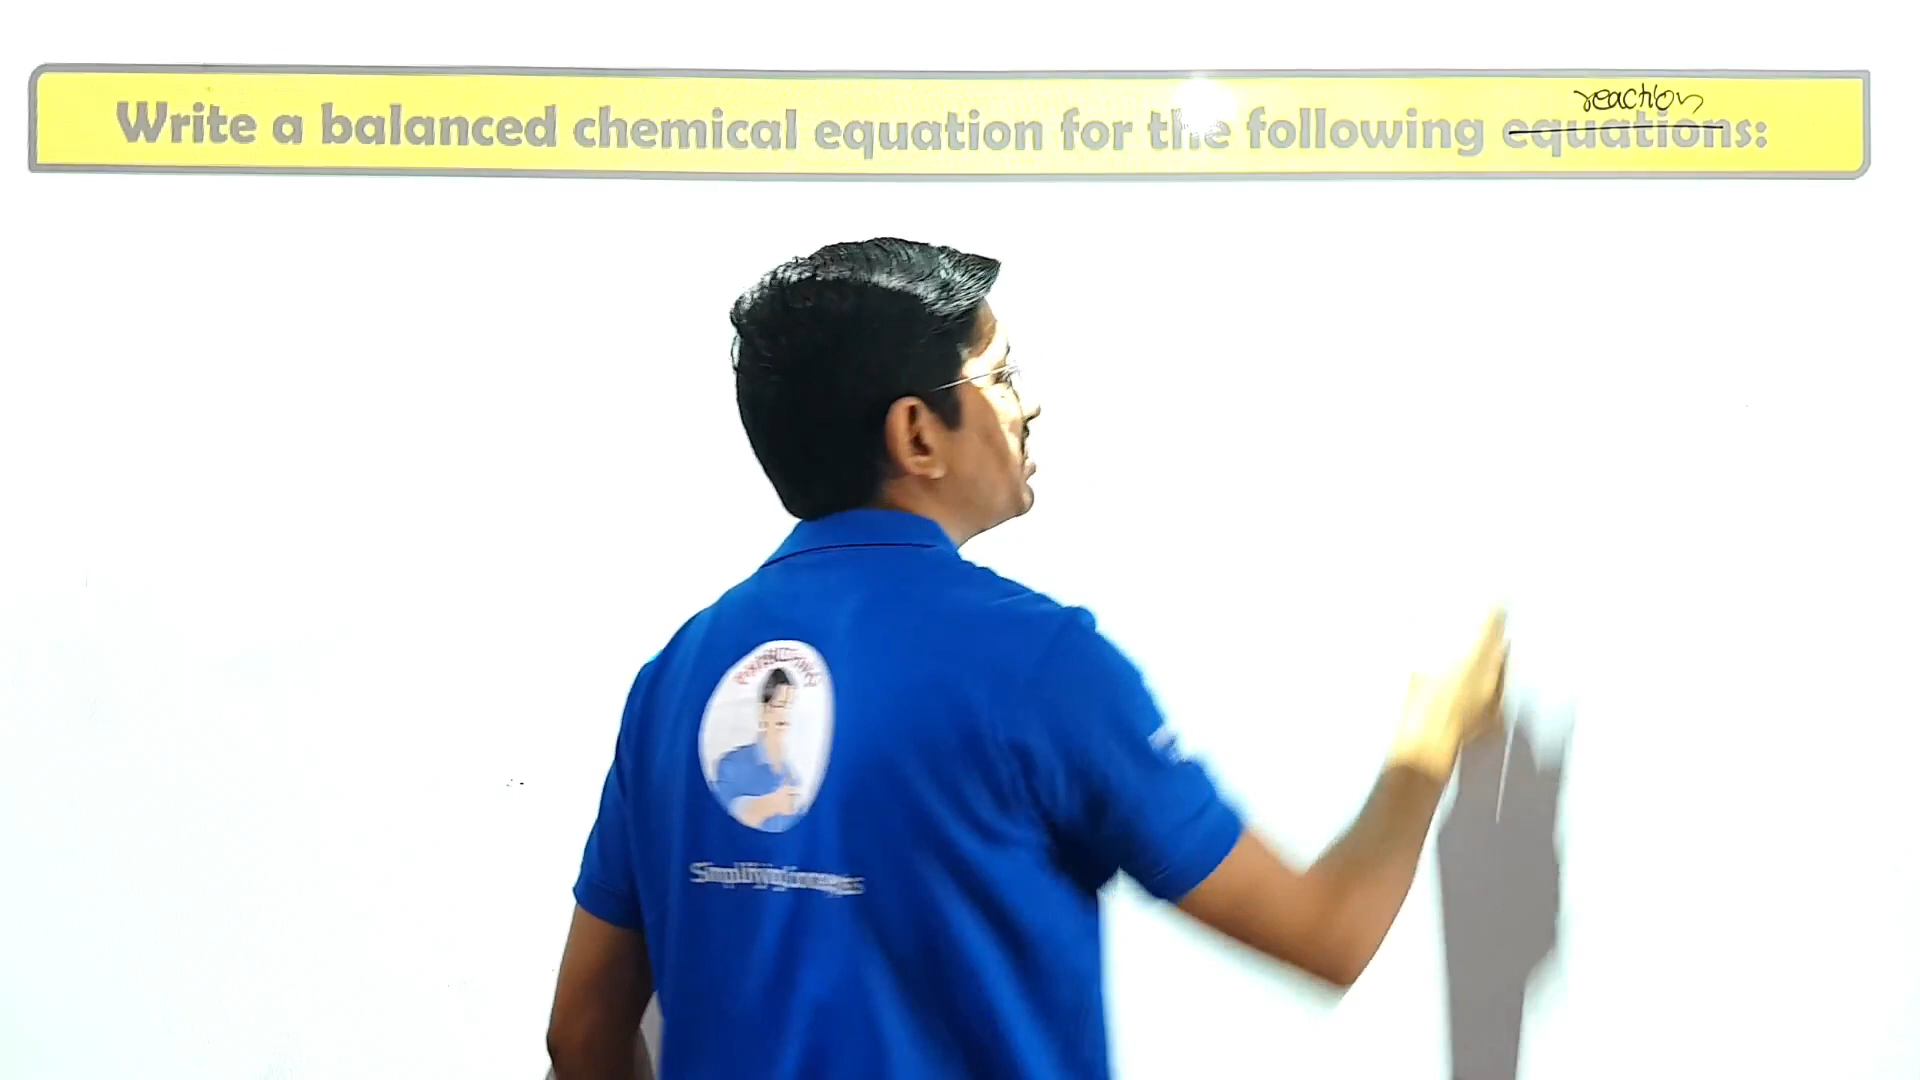 reaction
Write a balanced chemical equation for the following equations: